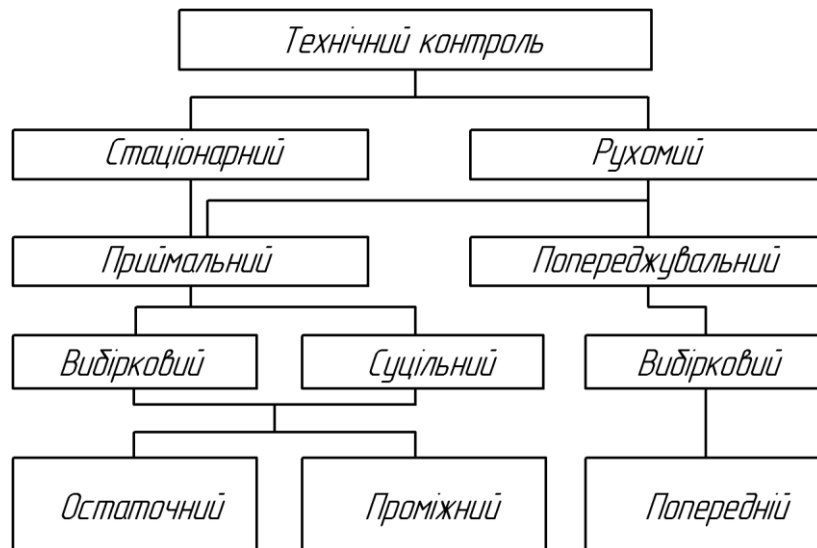 Технічний контроль
Стаціонарний
Рухомий
Приймальний
Попереджувальний
Вибірковий
Суцільний
Вибірковий
Остаточний
Проміжний
Попередній